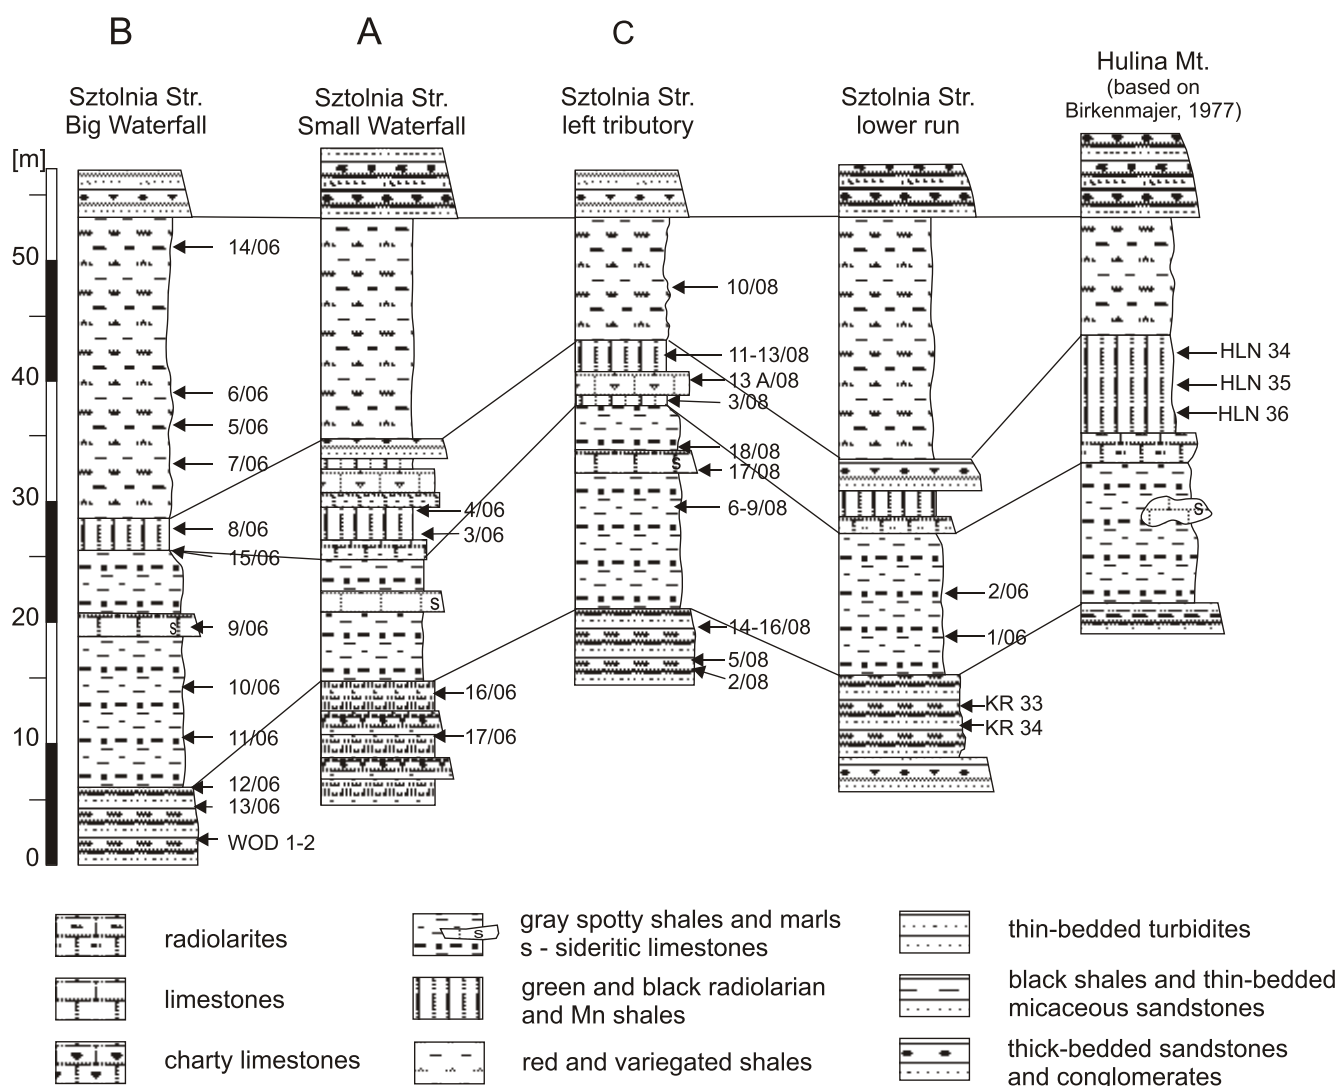 B
A
C
Sztolnia Str.
Big Waterfall
Sztolnia Str.
Small Waterfall
Sztolnia Str.
left tributory
Sztolnia Str.
lower run
Hulina Mt.
(based on
Birkenmajer, 1977)
[m]
50
40
30
20
10
0
14/06
6/06
5/06
7/06
8/06
15/06
s
9/06
10/06
11/06
12/06
13/06
WOD 1-2
4/06
3/06
s
16/06
17/06
10/08
11-13/08
13 A/08
3/08
18/08
s
17/08
6-9/08
14-16/08
5/08
2/08
2/06
1/06
KR 33
KR 34
HLN 34
HLN 35
HLN 36
s
radiolarites
limestones
charty limestones
s
gray spotty shales and marls
s - sideritic limestones
green and black radiolarian
and Mn shales
red and variegated shales
thin-bedded turbidites
black shales and thin-bedded
micaceous sandstones
thick-bedded sandstones
and conglomerates